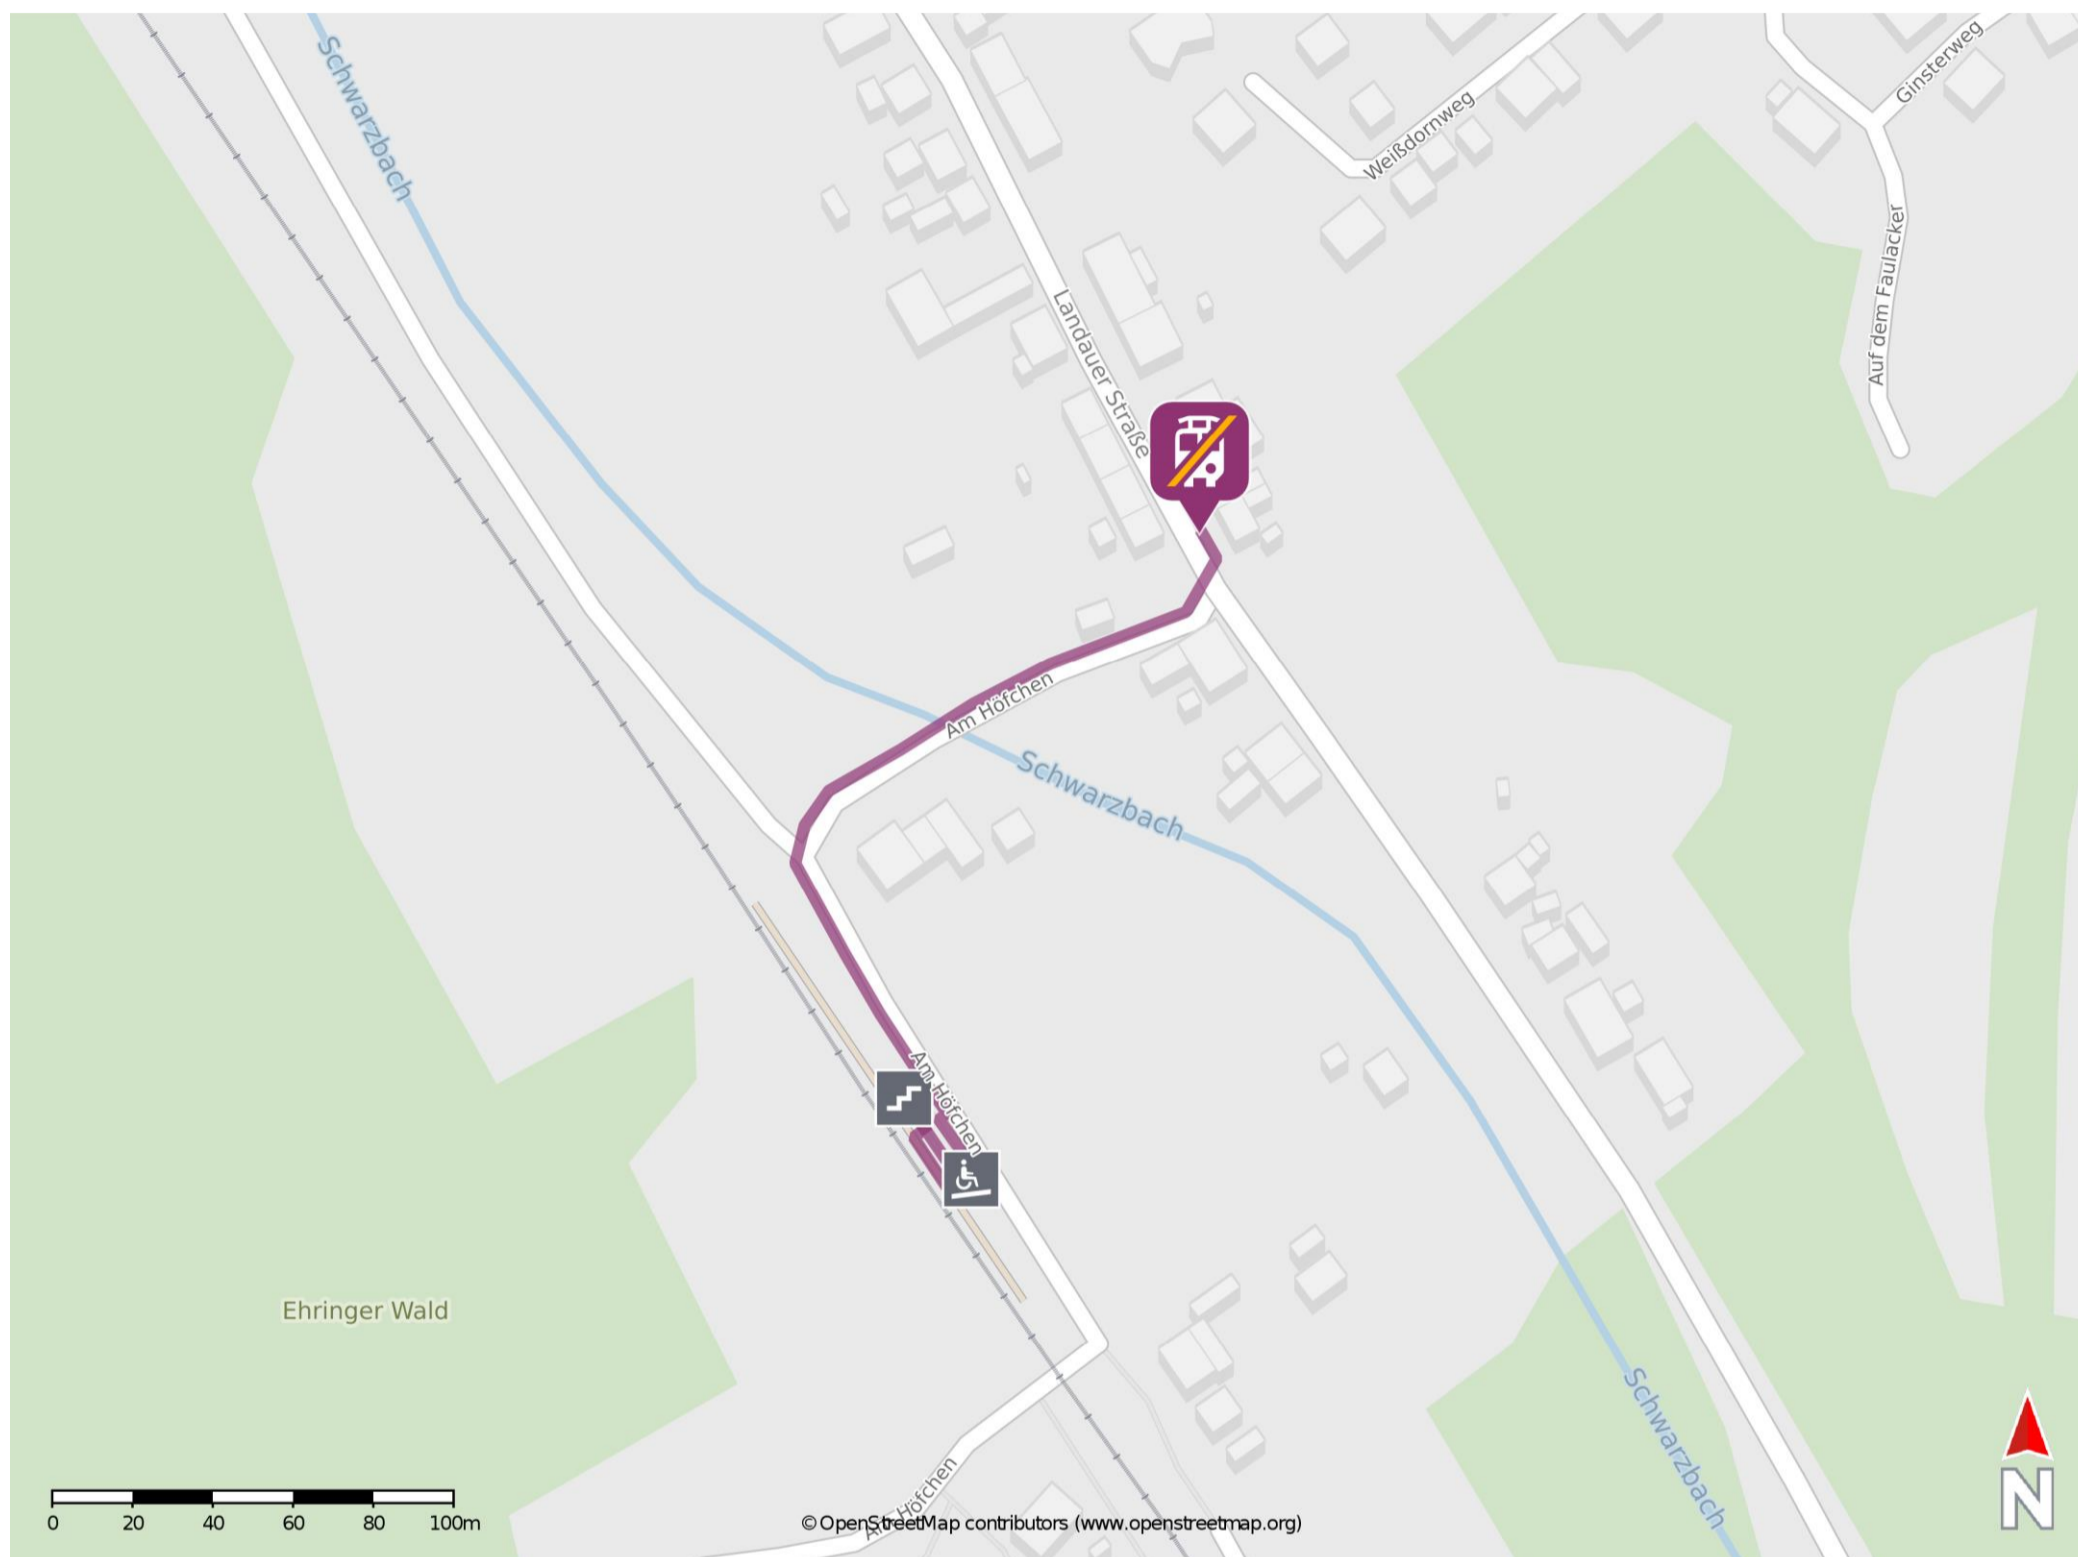 Ginsterweg
Schwarzbach
Weißdornweg
Auf dem Faulacker
Landauer Straße
Am Höfchen
Schwarzbach
Am Höfchen
Ehringer Wald
Schwarzbach
Am Höfchen
N
0 20 40 60 80 100m
© OpenStreetMap contributors (www.openstreetmap.org)